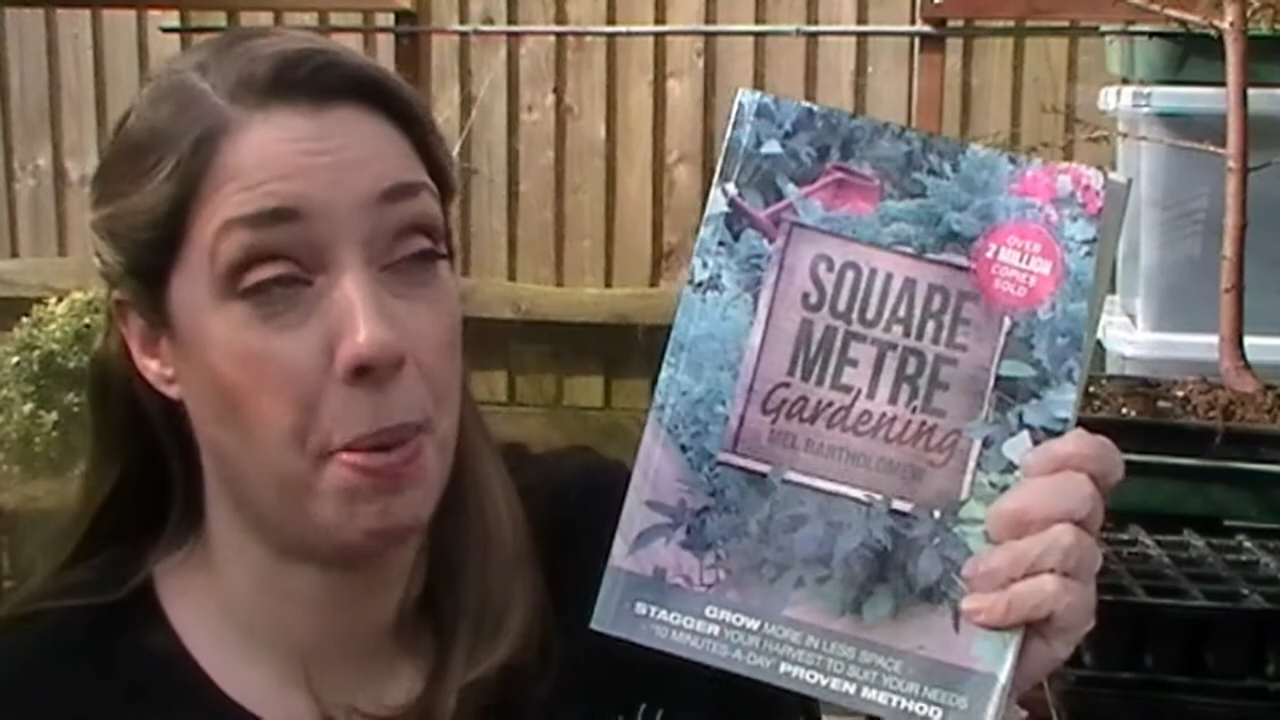 OVER
2 MILLION
COPIES
SOLD
SQUARE
METRE
Gardening
MEL BARTHOLOMEW
GROW MORE IN LESS SPACE
STAGGER YOUR HARVEST TO SUIT YOUR NEEDS
'10 MINUTES-A-DAY' PROVEN METHOD